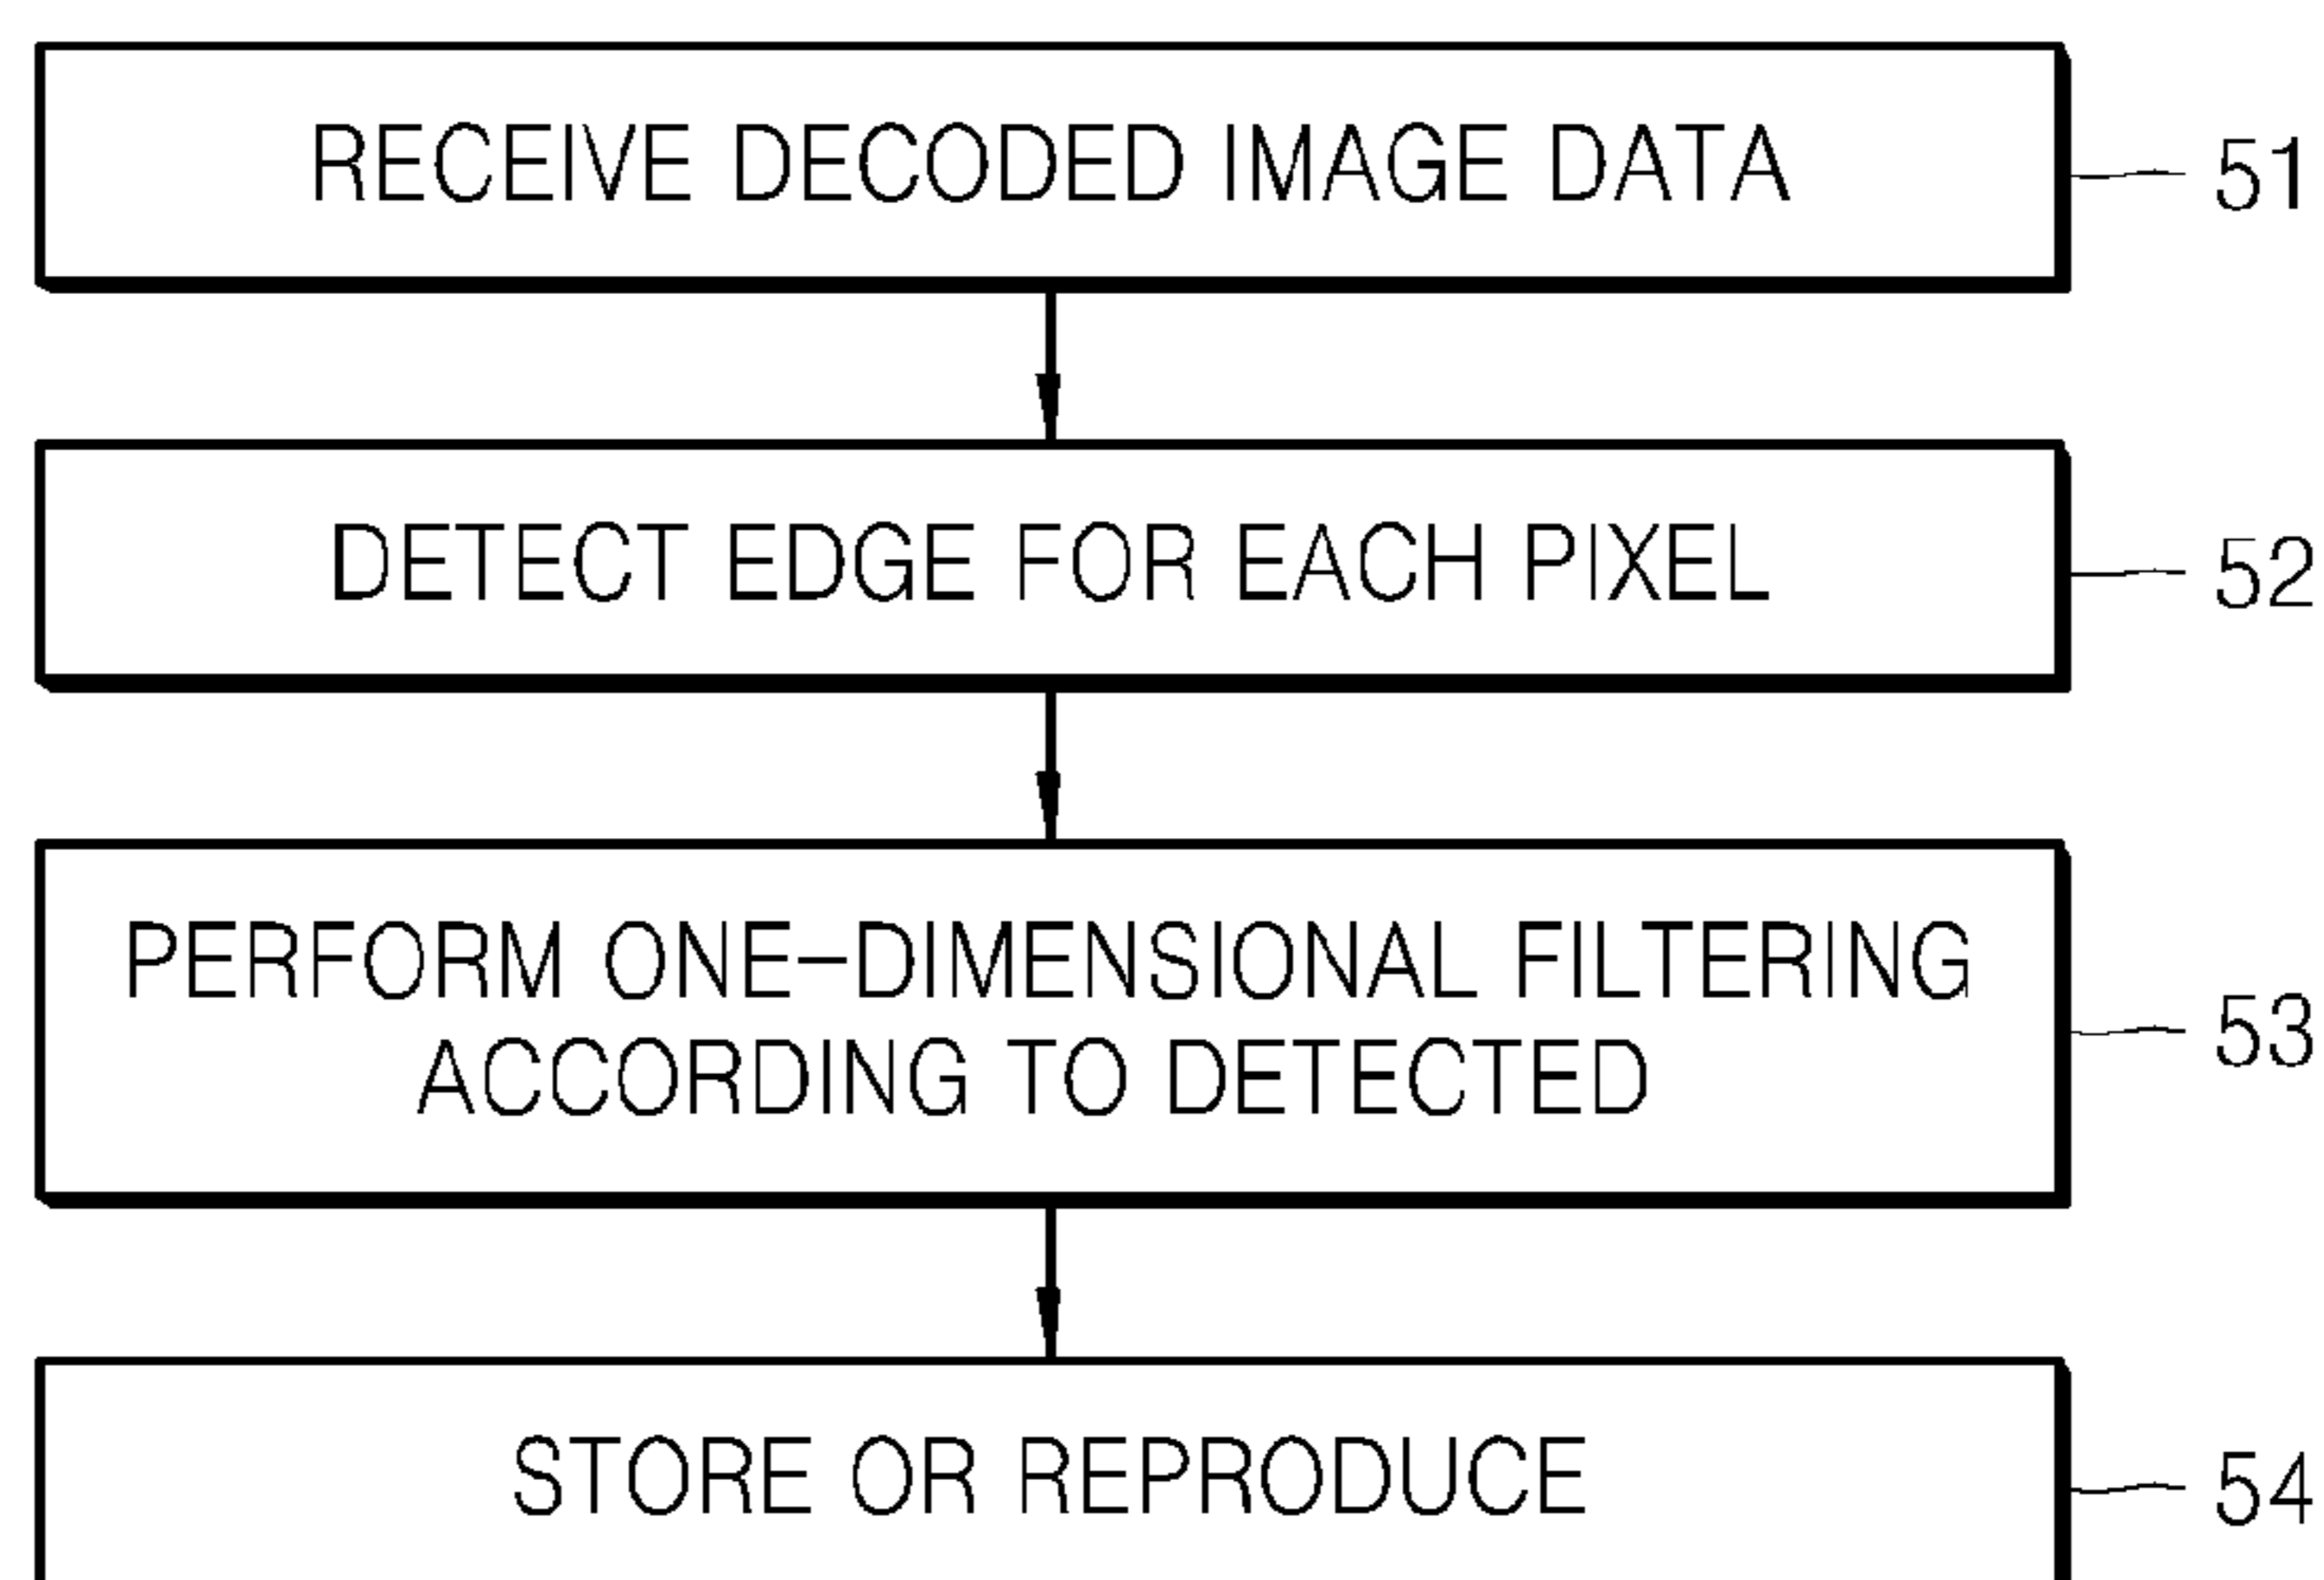 RECEIVE DECODED IMAGE DATA
51
DETECT EDGE FOR EACH PIXEL
52
PERFORM ONE-DIMENSIONAL FILTERING
ACCORDING TO DETECTED
53
STORE OR REPRODUCE
54